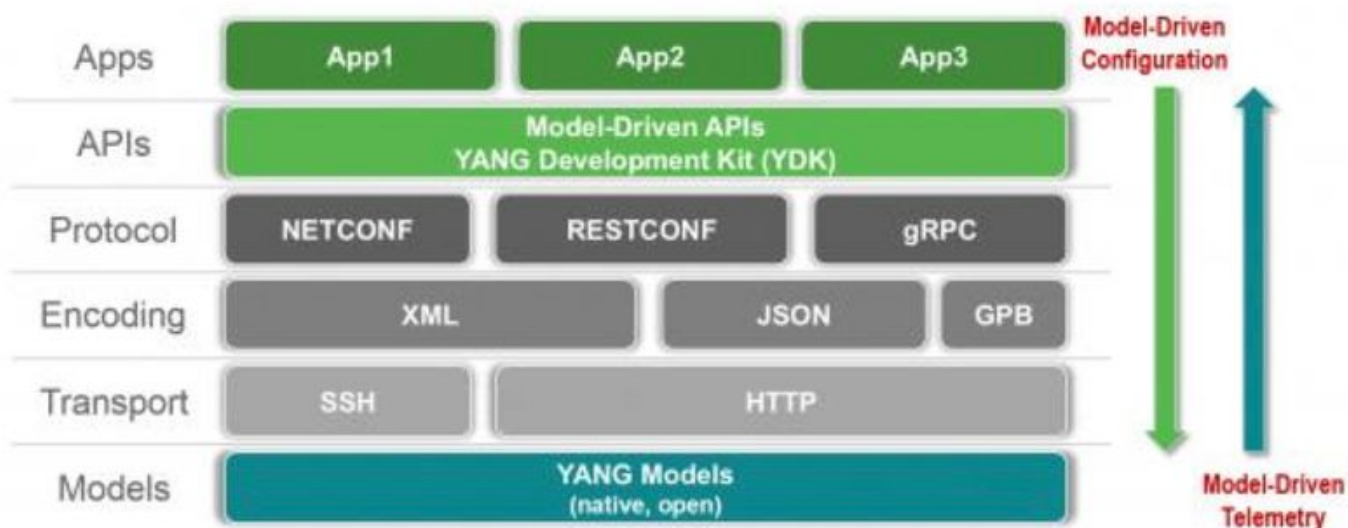 Apps
App1
App2
App3
Model-Driven
Configuration
APIs
Model-Driven APIs
YANG Development Kit (YDK)
Protocol
NETCONF
RESTCONF
gRPC
Encoding
XML
JSON
GPB
Transport
SSH
HTTP
Models
YANG Models
(native, open)
Model-Driven
Telemetry